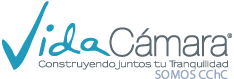 VidaCámara®
Construyendo juntos tu Tranquilidad
SOMOS CChC